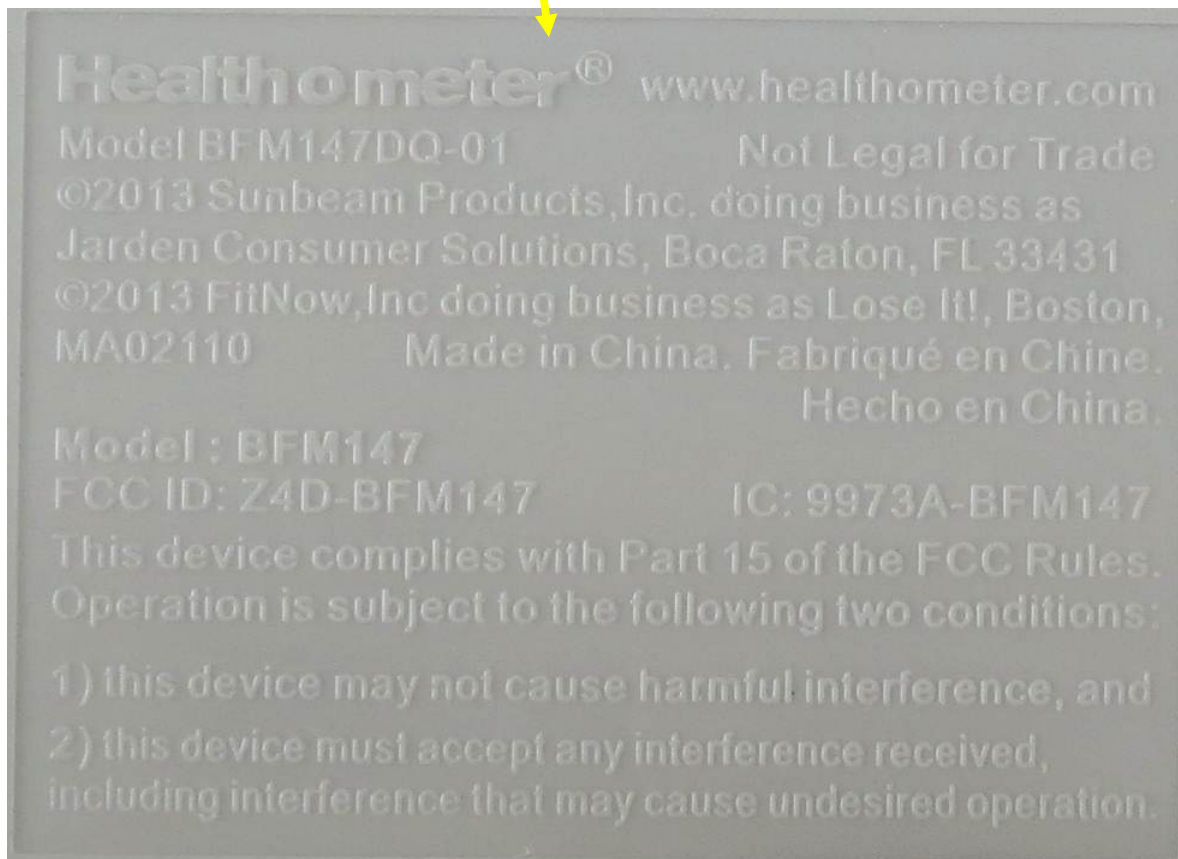 Healthometer® www.healthometer.com
Model BFM147DQ-01 Not Legal for Trade
©2013 Sunbeam Products,Inc. doing business as
Jarden Consumer Solutions, Boca Raton, FL 33431
©2013 FitNow,Inc doing business as Lose It!, Boston,
MA02110 Made in China. Fabriqué en Chine.
Hecho en China.
Model : BFM147
FCC ID: Z4D-BFM147 IC: 9973A-BFM147
This device complies with Part 15 of the FCC Rules.
Operation is subject to the following two conditions:
1) this device may not cause harmful interference, and
2) this device must accept any interference received,
including interference that may cause undesired operation.